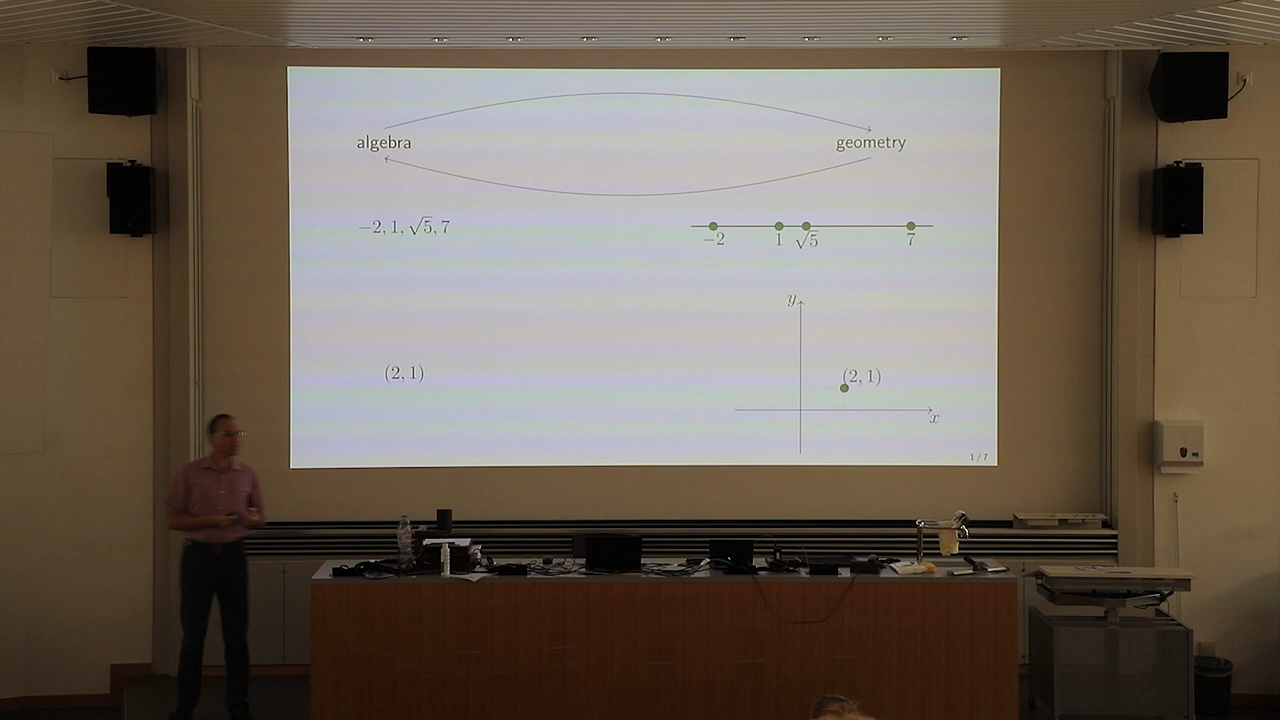 algebra geometry
−2, 1, √5, 7
−2 1 √5 7
y
(2, 1) (2, 1)
x
1 / 7